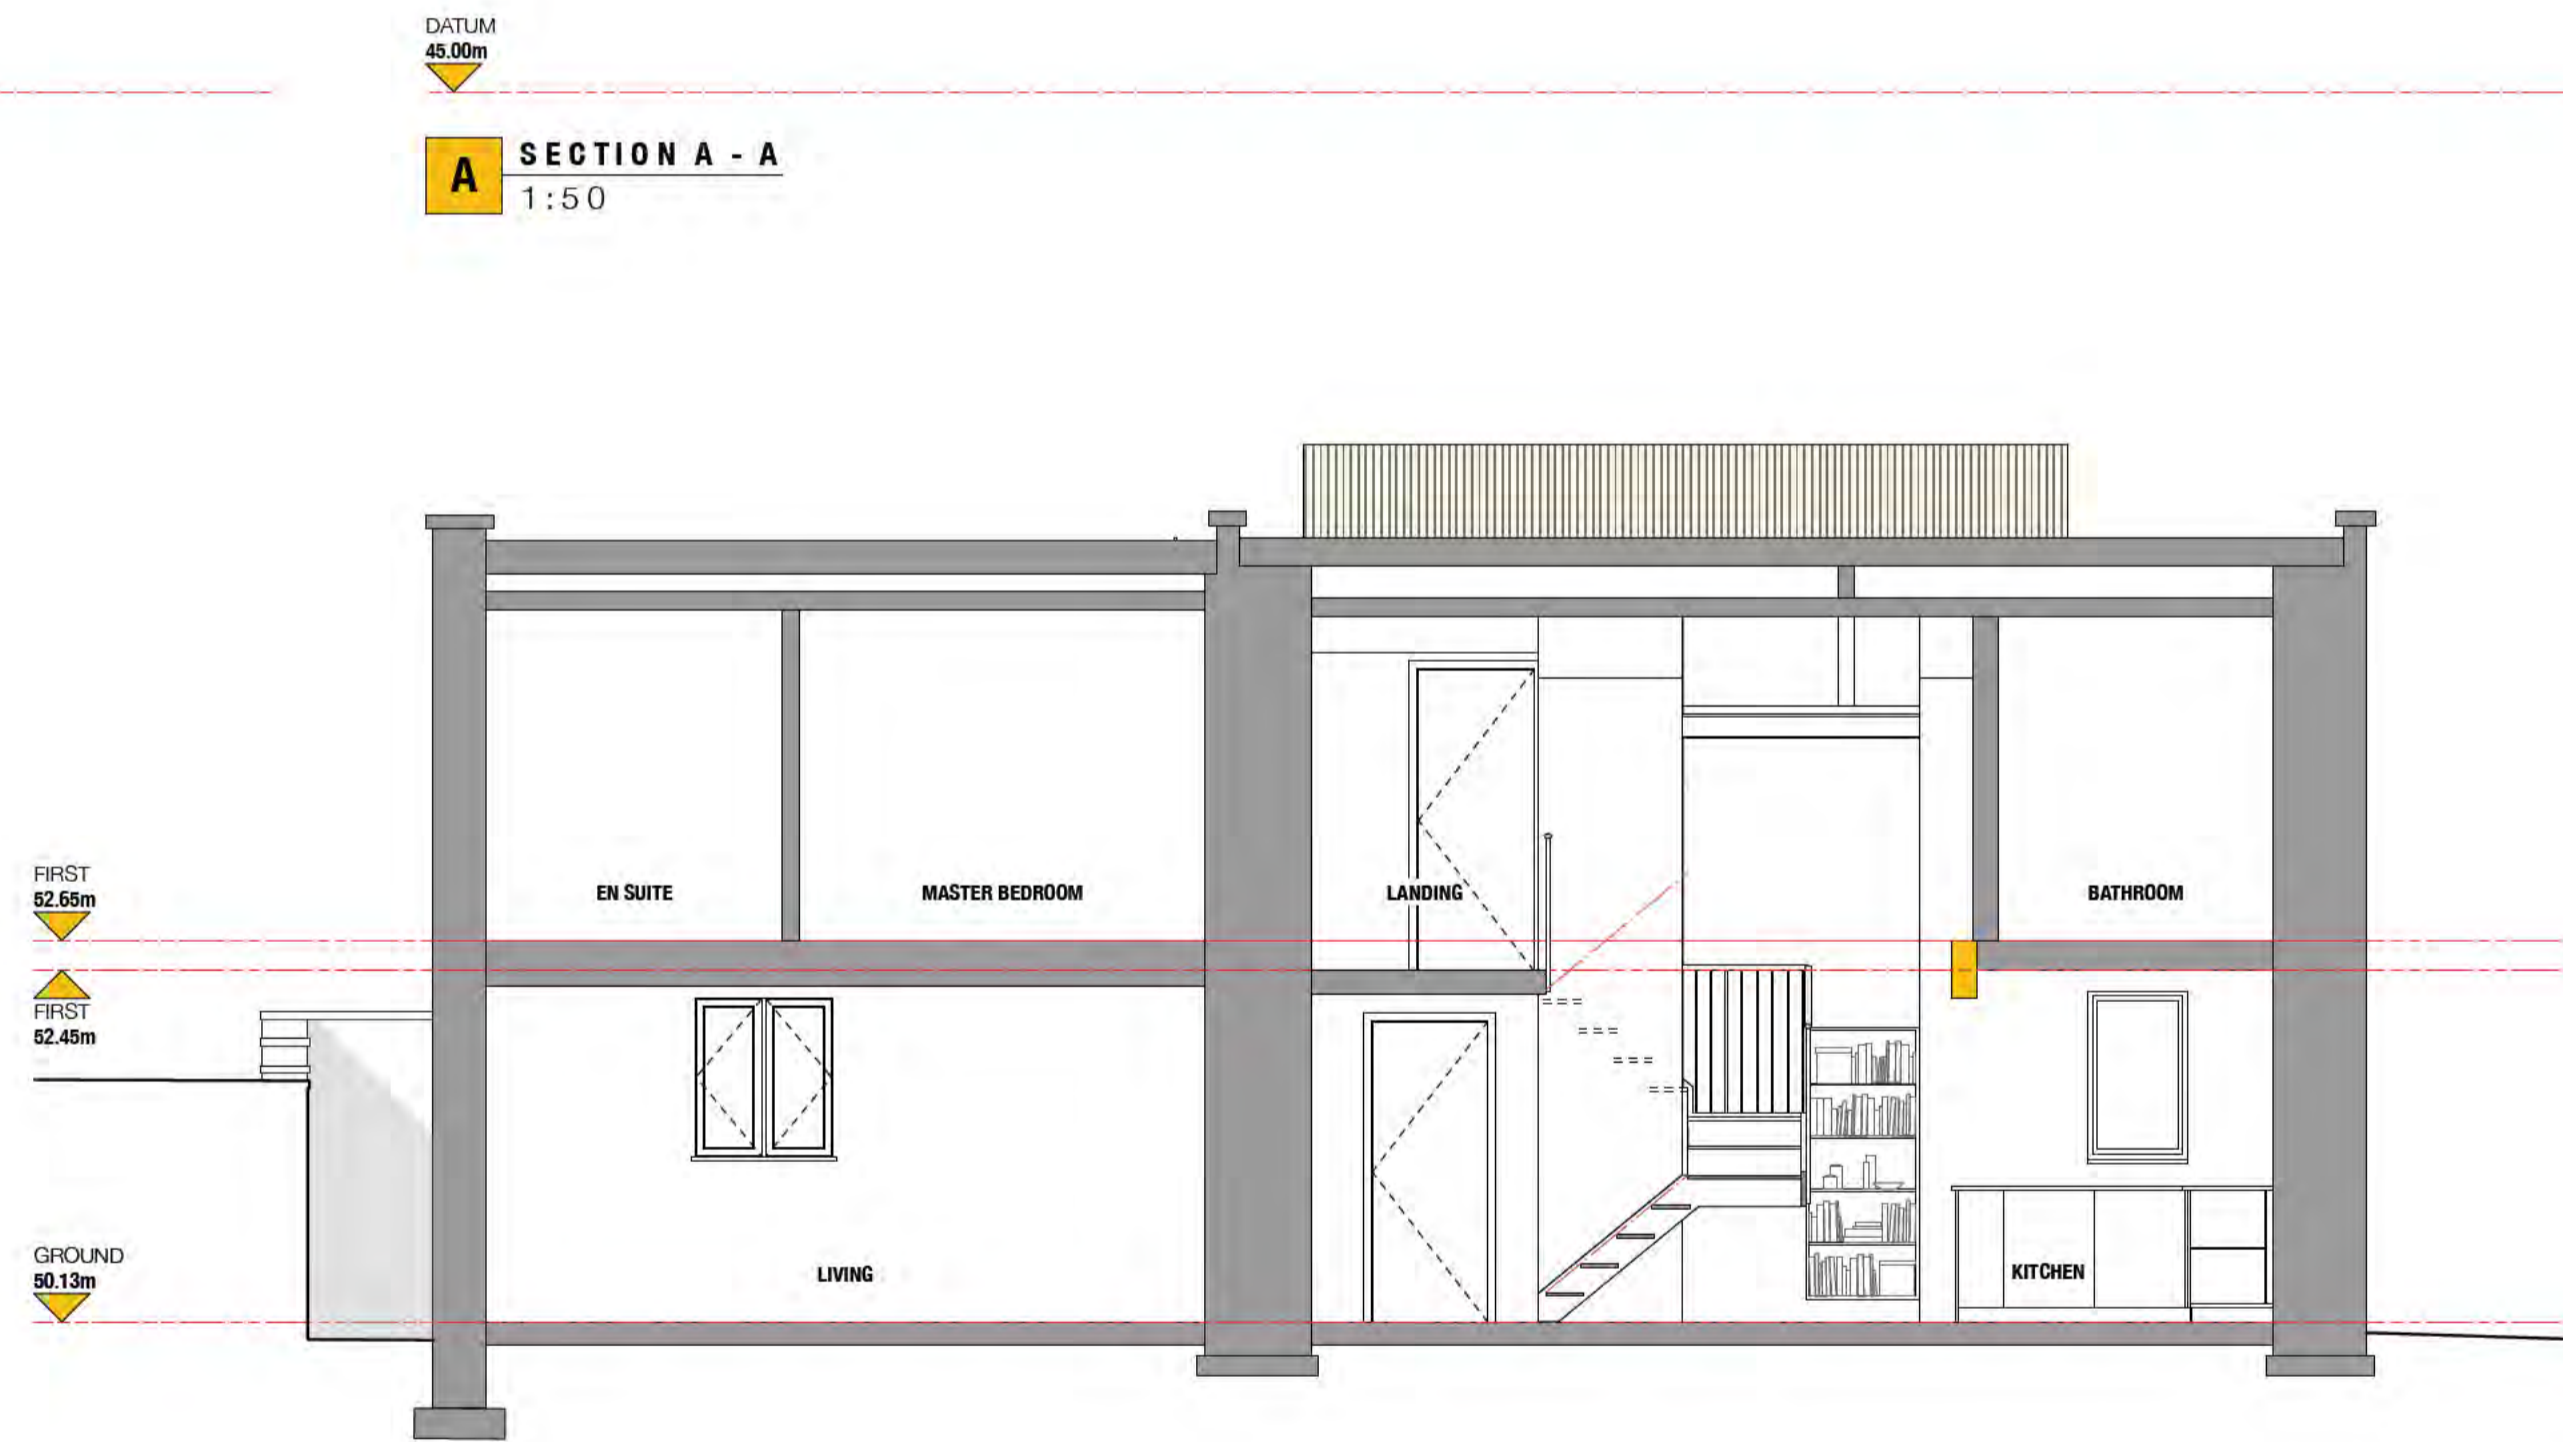 DATUM
45.00m
A
SECTION A - A
1:50
FIRST
52.65m
EN SUITE
MASTER BEDROOM
LANDING
BATHROOM
FIRST
52.45m
GROUND
50.13m
LIVING
KITCHEN